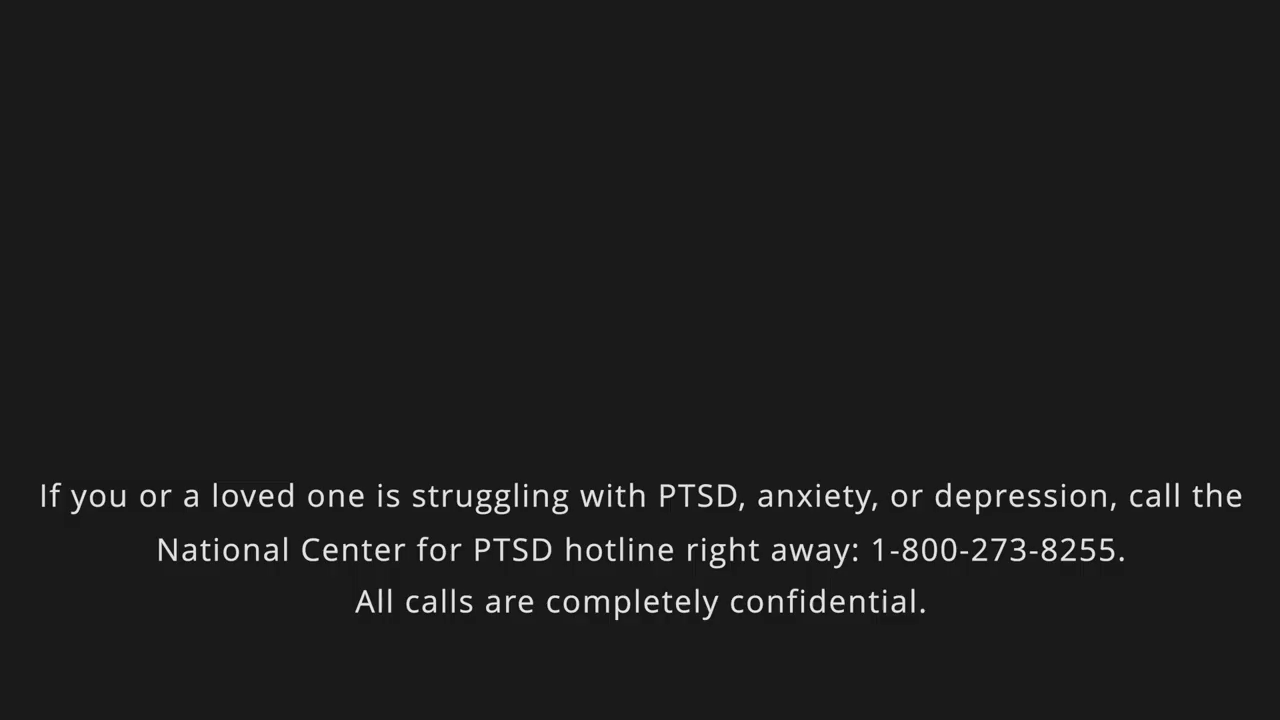 If you or a loved one is struggling with PTSD, anxiety, or depression, call the
National Center for PTSD hotline right away: 1-800-273-8255.
All calls are completely confidential.